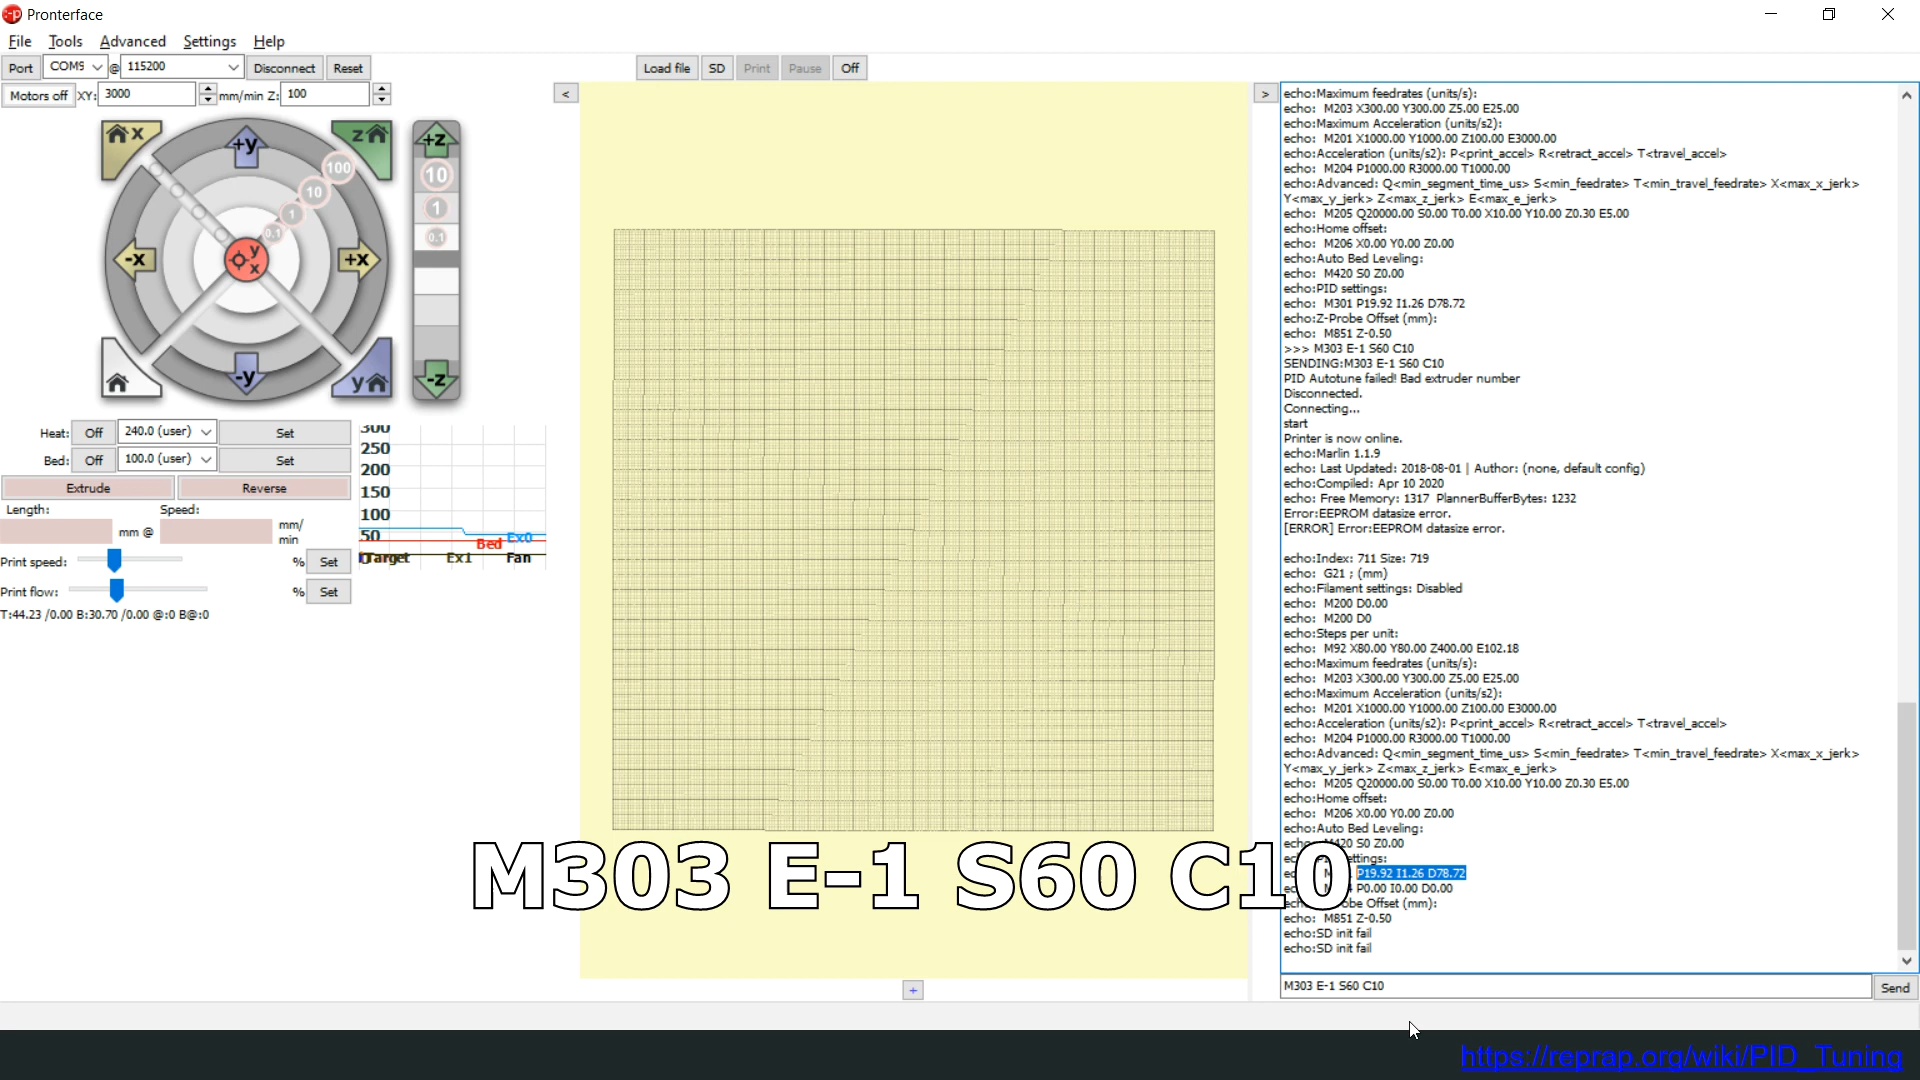 Pronterface
File Tools Advanced Settings Help
Port COM9 @ 115200 Disconnect Reset Load file SD Print Pause Off
Motors off XY: 3000 mm/min Z: 100 < >
X +y z +z
100 10 1 0.1
10 1 0.1
-X y x +X
-y y -z
Heat: Off 240.0 (user) Set
Bed: Off 100.0 (user) Set
Extrude Reverse
Length: Speed:
mm @ mm/
min
Print speed: % Set
Print flow: % Set
T:44.23 /0.00 B:30.70 /0.00 @:0 B@:0
300
250
200
150
100
50 Bed Ex0
Target Ex1 Fan
echo:Maximum feedrates (units/s):
echo:  M203 X300.00 Y300.00 Z5.00 E25.00
echo:Maximum Acceleration (units/s2):
echo:  M201 X1000.00 Y1000.00 Z100.00 E3000.00
echo:Acceleration (units/s2): P<print_accel> R<retract_accel> T<travel_accel>
echo:  M204 P1000.00 R3000.00 T1000.00
echo:Advanced: Q<min_segment_time_us> S<min_feedrate> T<min_travel_feedrate> X<max_x_jerk>
Y<max_y_jerk> Z<max_z_jerk> E<max_e_jerk>
echo:  M205 Q20000.00 S0.00 T0.00 X10.00 Y10.00 Z0.30 E5.00
echo:Home offset:
echo:  M206 X0.00 Y0.00 Z0.00
echo:Auto Bed Leveling:
echo:  M420 S0 Z0.00
echo:PID settings:
echo:  M301 P19.92 I1.26 D78.72
echo:Z-Probe Offset (mm):
echo:  M851 Z-0.50
>>> M303 E-1 S60 C10
SENDING:M303 E-1 S60 C10
PID Autotune failed! Bad extruder number
Disconnected.
Connecting...
start
Printer is now online.
echo:Marlin 1.1.9
echo: Last Updated: 2018-08-01 | Author: (none, default config)
echo:Compiled: Apr 10 2020
echo: Free Memory: 1317  PlannerBufferBytes: 1232
Error:EEPROM datasize error.
[ERROR] Error:EEPROM datasize error.
echo:Index: 711 Size: 719
echo:  G21 ; (mm)
echo:Filament settings: Disabled
echo:  M200 D0.00
echo:  M200 D0
echo:Steps per unit:
echo:  M92 X80.00 Y80.00 Z400.00 E102.18
echo:Maximum feedrates (units/s):
echo:  M203 X300.00 Y300.00 Z5.00 E25.00
echo:Maximum Acceleration (units/s2):
echo:  M201 X1000.00 Y1000.00 Z100.00 E3000.00
echo:Acceleration (units/s2): P<print_accel> R<retract_accel> T<travel_accel>
echo:  M204 P1000.00 R3000.00 T1000.00
echo:Advanced: Q<min_segment_time_us> S<min_feedrate> T<min_travel_feedrate> X<max_x_jerk>
Y<max_y_jerk> Z<max_z_jerk> E<max_e_jerk>
echo:  M205 Q20000.00 S0.00 T0.00 X10.00 Y10.00 Z0.30 E5.00
echo:Home offset:
echo:  M206 X0.00 Y0.00 Z0.00
echo:Auto Bed Leveling:
M420 S0 Z0.00
P19.92 I1.26 D78.72
P0.00 I0.00 D0.00
Offset (mm):
echo:  M851 Z-0.50
echo:SD init fail
echo:SD init fail
M303 E-1 S60 C10
+
M303 E-1 S60 C10 Send
https://reprap.org/wiki/PID_Tuning